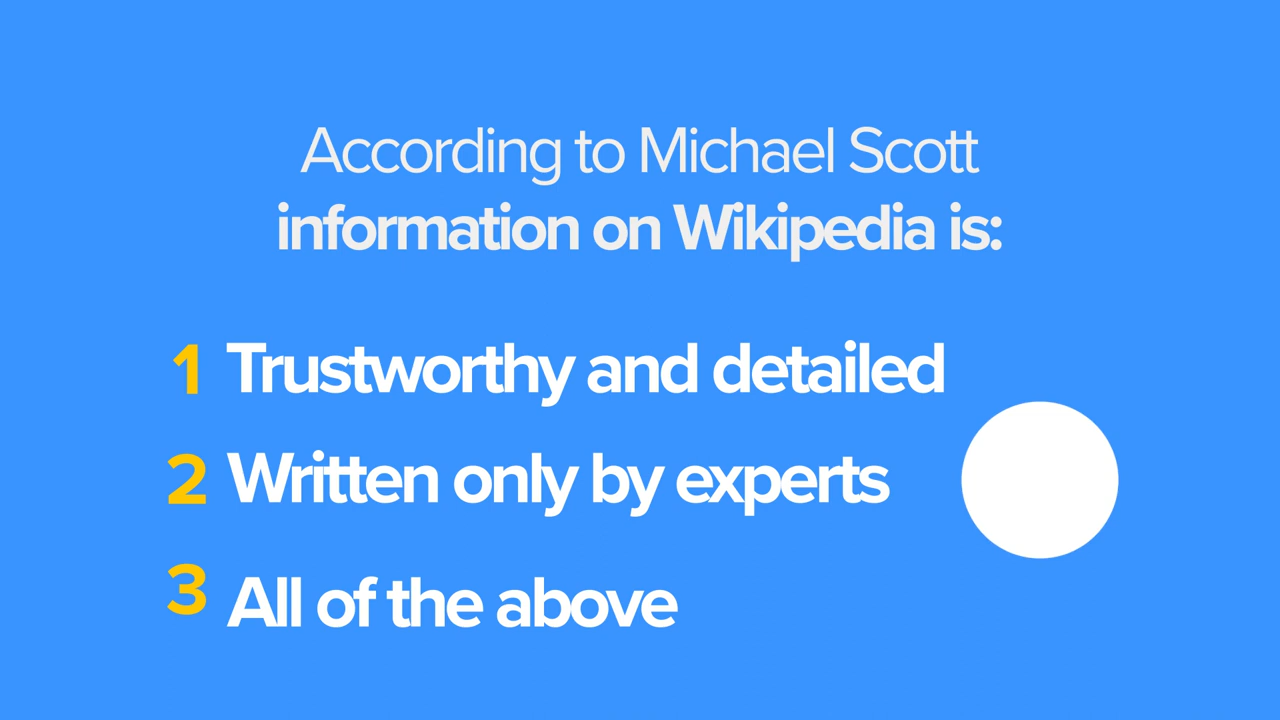 According to Michael Scott
information on Wikipedia is:
1 Trustworthy and detailed
2 Written only by experts
3 All of the above